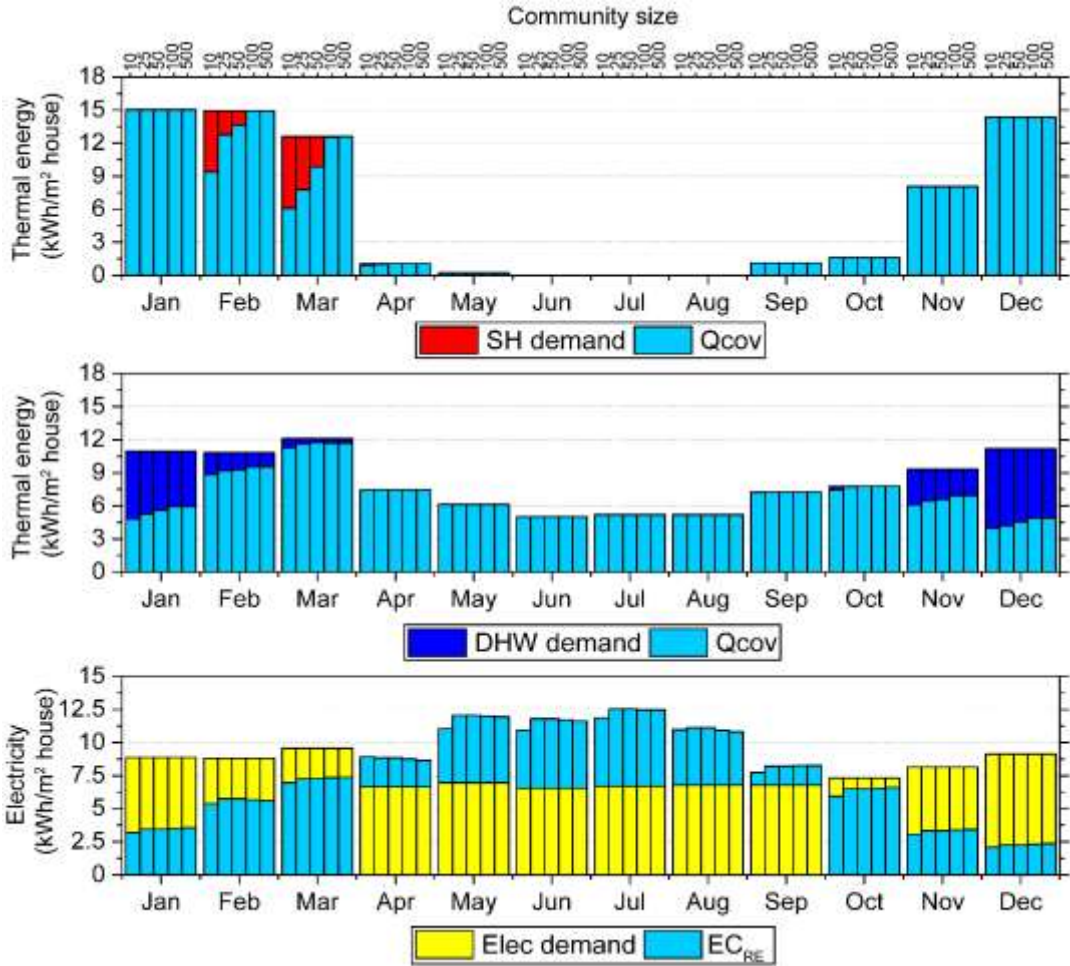 Community size
10 25 50 100 500 10 25 50 100 500 10 25 50 100 500 10 25 50 100 500 10 25 50 100 500 10 25 50 100 500 10 25 50 100 500 10 25 50 100 500 10 25 50 100 500 10 25 50 100 500 10 25 50 100 500 10 25 50 100 500
Thermal energy
(kWh/m² house)
18
15
12
9
6
3
0
Jan Feb Mar Apr May Jun Jul Aug Sep Oct Nov Dec
SH demand Qcov
Thermal energy
(kWh/m² house)
18
15
12
9
6
3
0
Jan Feb Mar Apr May Jun Jul Aug Sep Oct Nov Dec
DHW demand Qcov
Electricity
(kWh/m² house)
15
12.5
10
7.5
5
2.5
0
Jan Feb Mar Apr May Jun Jul Aug Sep Oct Nov Dec
Elec demand EC_RE